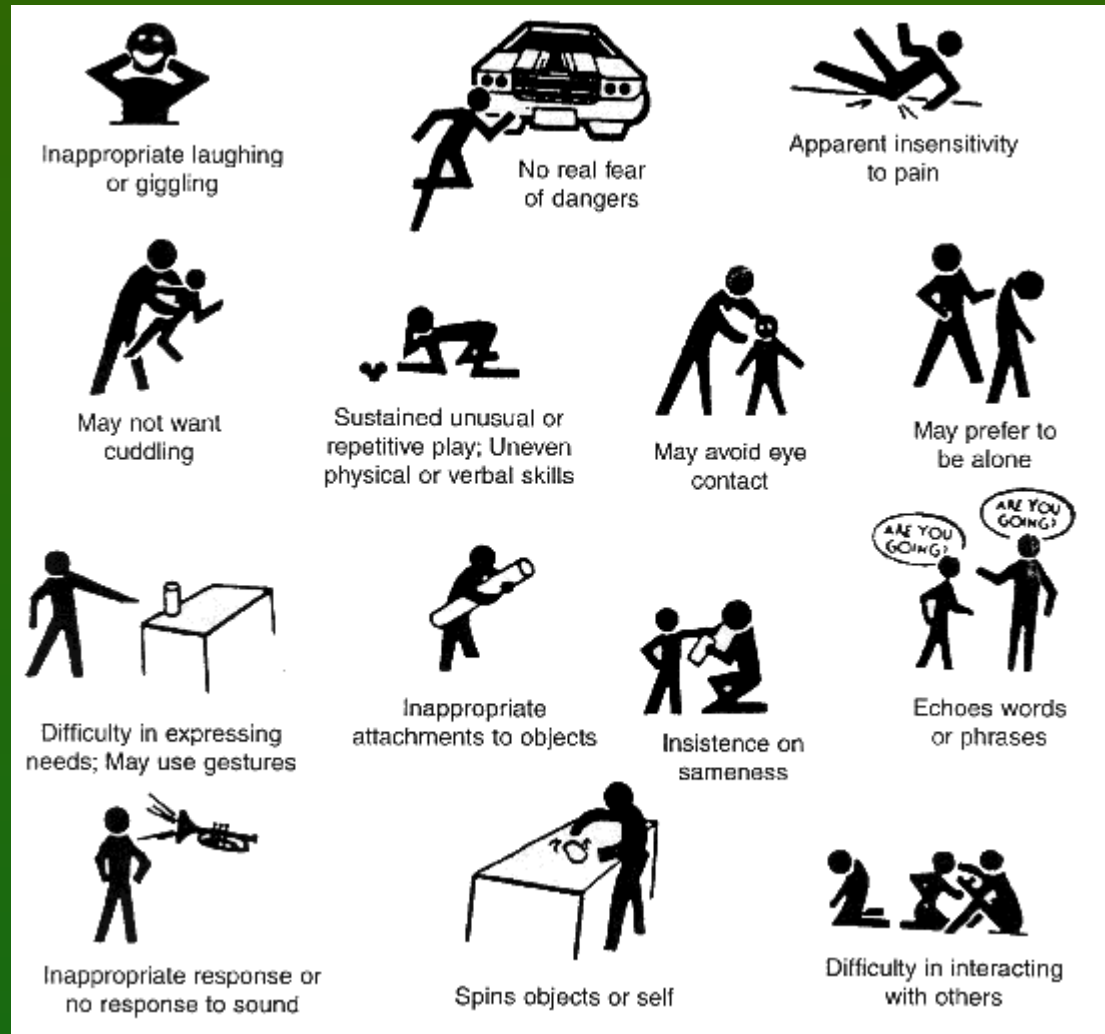 Inappropriate laughing
or giggling
No real fear
of dangers
Apparent insensitivity
to pain
May not want
cuddling
Sustained unusual or
repetitive play; Uneven
physical or verbal skills
May avoid eye
contact
May prefer to
be alone
Difficulty in expressing
needs; May use gestures
Inappropriate
attachments to objects
Insistence on
sameness
ARE YOU
GOING?
ARE YOU
GOING?
Echoes words
or phrases
Inappropriate response or
no response to sound
Spins objects or self
Difficulty in interacting
with others